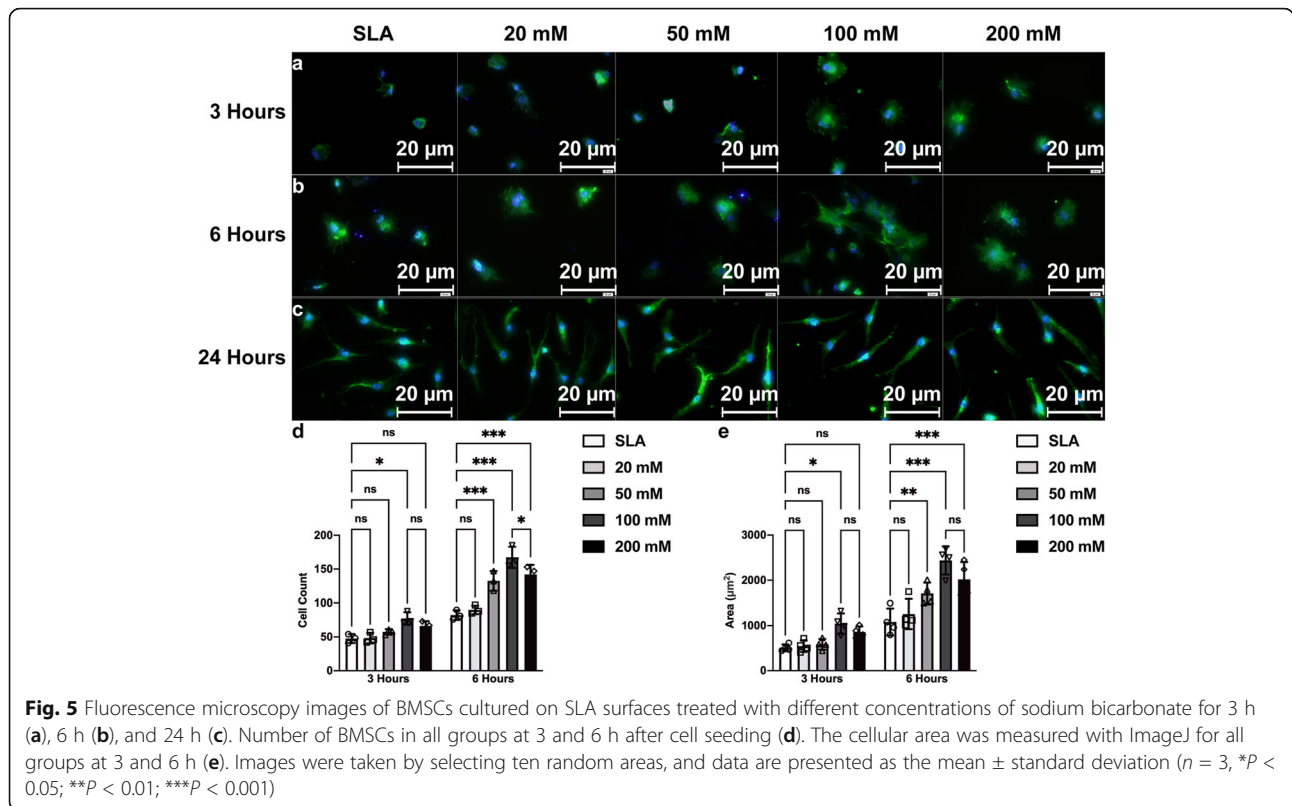 SLA 20 mM 50 mM 100 mM 200 mM
a
3 Hours
20 µm 20 µm 20 µm 20 µm 20 µm
b
6 Hours
20 µm 20 µm 20 µm 20 µm 20 µm
c
24 Hours
20 µm 20 µm 20 µm 20 µm 20 µm
d
ns
*
ns
ns ns
***
***
***
ns *
SLA
20 mM
50 mM
100 mM
200 mM
Cell Count
200
150
100
50
0
3 Hours 6 Hours
e
ns
*
ns
ns ns
***
***
**
ns ns
SLA
20 mM
50 mM
100 mM
200 mM
Area (µm²)
3000
2000
1000
0
3 Hours 6 Hours
Fig. 5 Fluorescence microscopy images of BMSCs cultured on SLA surfaces treated with different concentrations of sodium bicarbonate for 3 h
(a), 6 h (b), and 24 h (c). Number of BMSCs in all groups at 3 and 6 h after cell seeding (d). The cellular area was measured with ImageJ for all
groups at 3 and 6 h (e). Images were taken by selecting ten random areas, and data are presented as the mean ± standard deviation (n = 3, *P <
0.05; **P < 0.01; ***P < 0.001)